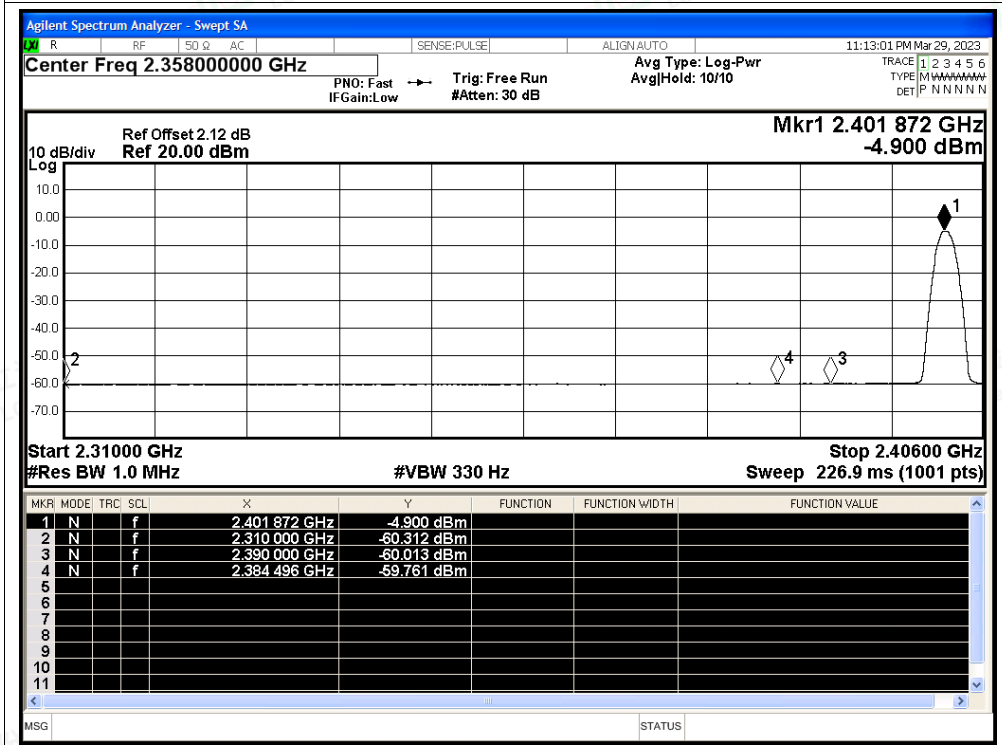 Agilent Spectrum Analyzer - Swept SA
LXI R RF 50 Ω AC SENSE:PULSE ALIGN AUTO 11:13:01 PM Mar 29, 2023
Center Freq 2.358000000 GHz
PNO: Fast
IFGain:Low
Trig: Free Run
#Atten: 30 dB
Avg Type: Log-Pwr
Avg|Hold: 10/10
TRACE 1 2 3 4 5 6
TYPE M WWWWW
DET P N N N N N
Mkr1 2.401 872 GHz
-4.900 dBm
Ref Offset 2.12 dB
10 dB/div Ref 20.00 dBm
Log
10.0
0.00
-10.0
-20.0
-30.0
-40.0
-50.0
-60.0
-70.0
1
2
4
3
Start 2.31000 GHz Stop 2.40600 GHz
#Res BW 1.0 MHz #VBW 330 Hz Sweep 226.9 ms (1001 pts)
MKR MODE TRC SCL X Y FUNCTION FUNCTION WIDTH FUNCTION VALUE
1 N f 2.401 872 GHz -4.900 dBm
2 N f 2.310 000 GHz -60.312 dBm
3 N f 2.390 000 GHz -60.013 dBm
4 N f 2.384 496 GHz -59.761 dBm
5
6
7
8
9
10
11
MSG STATUS